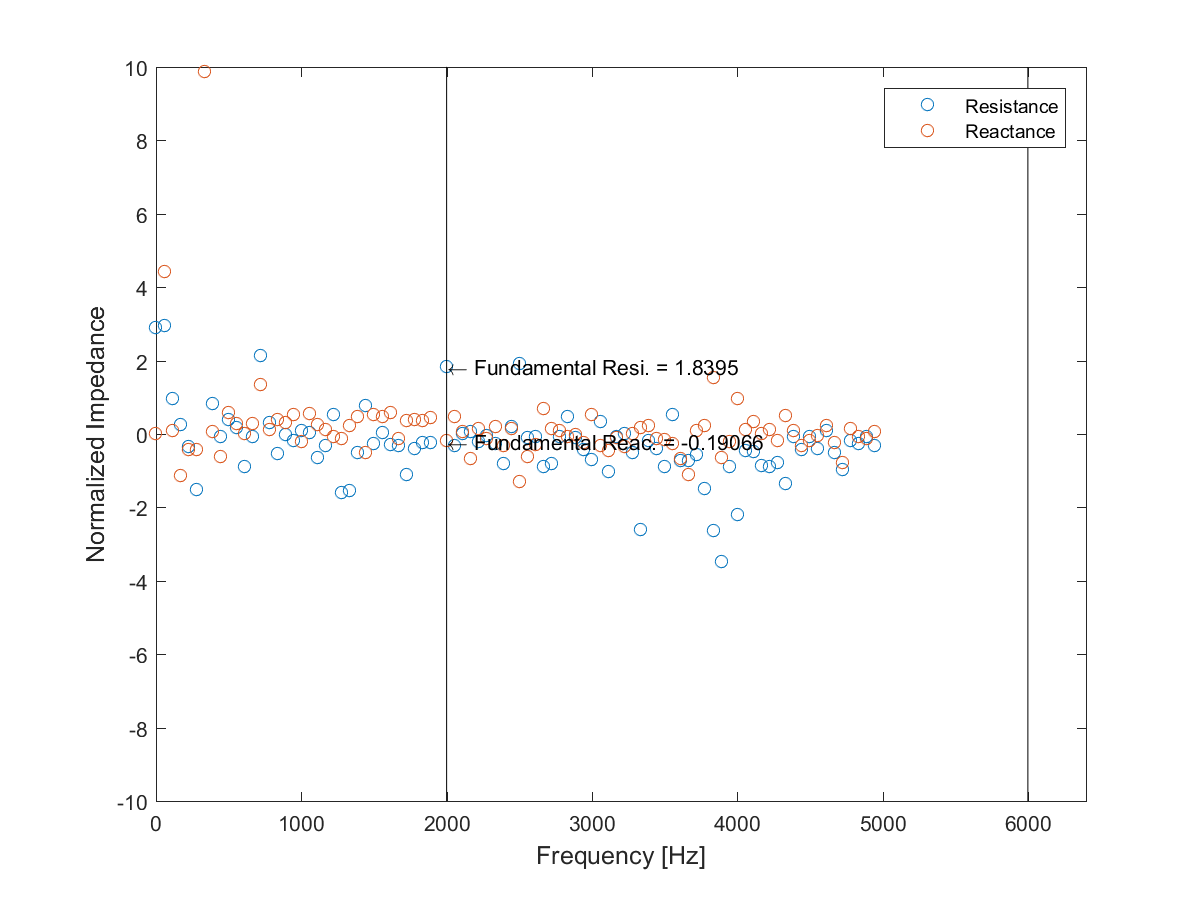 10
8
6
4
2
0
-2
-4
-6
-8
-10
Normalized Impedance
Resistance
Reactance
← Fundamental Resi. = 1.8395
← Fundamental Reac. = -0.19066
0 1000 2000 3000 4000 5000 6000
Frequency [Hz]